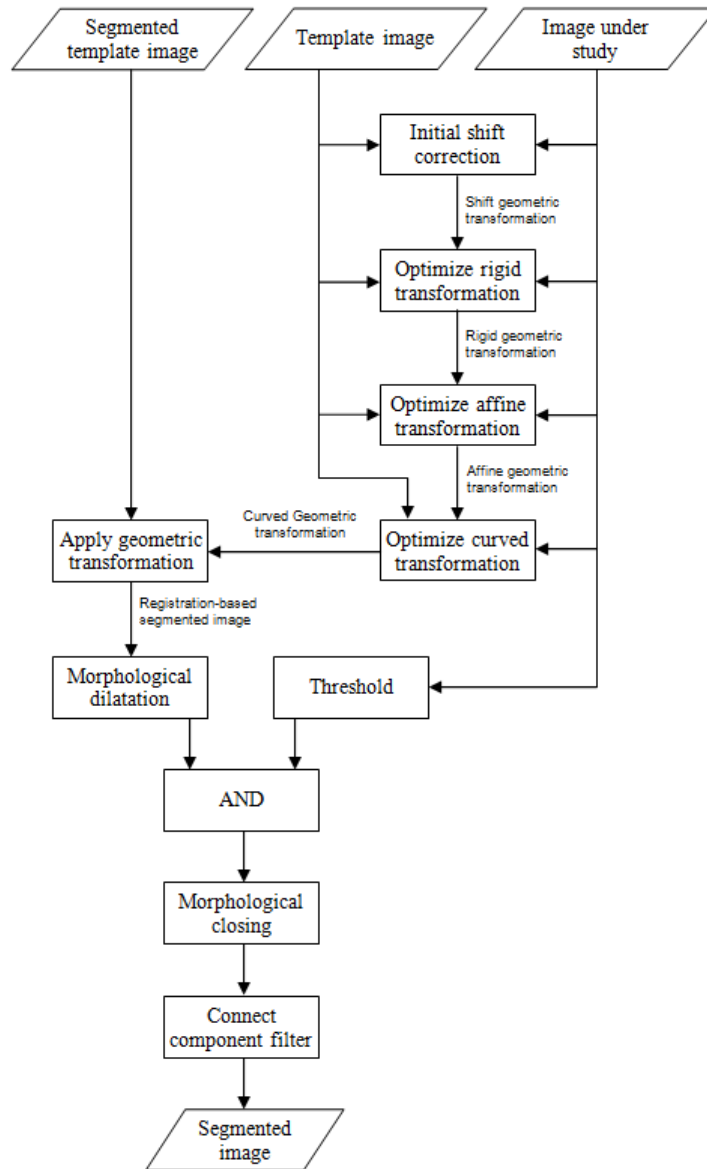 Segmented
template image
Template image
Image under
study
Initial shift
correction
Shift geometric
transformation
Optimize rigid
transformation
Rigid geometric
transformation
Optimize affine
transformation
Affine geometric
transformation
Curved Geometric
transformation
Apply geometric
transformation
Optimize curved
transformation
Registration-based
segmented image
Morphological
dilatation
Threshold
AND
Morphological
closing
Connect
component filter
Segmented
image